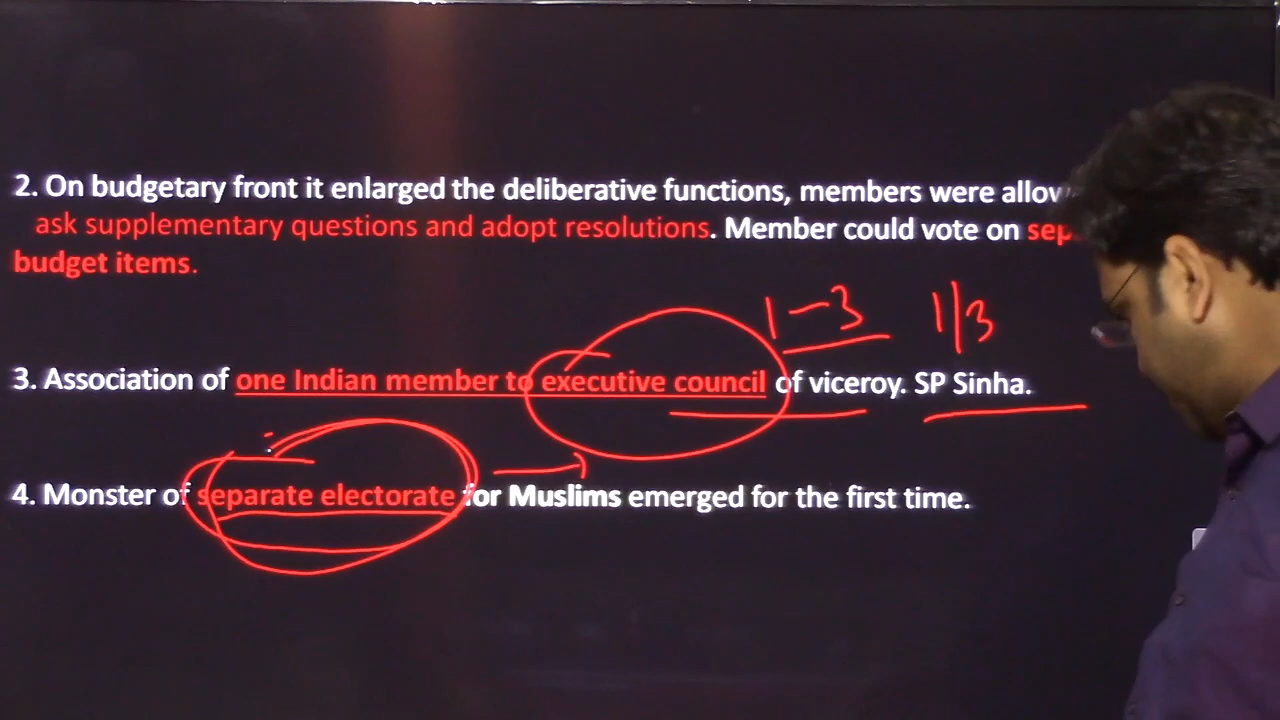 2. On budgetary front it enlarged the deliberative functions, members were
ask supplementary questions and adopt resolutions. Member could vote on
budget items.
1-3 1/3
3. Association of one Indian member to executive council of viceroy. SP Sinha.
4. Monster of separate electorate for Muslims emerged for the first time.